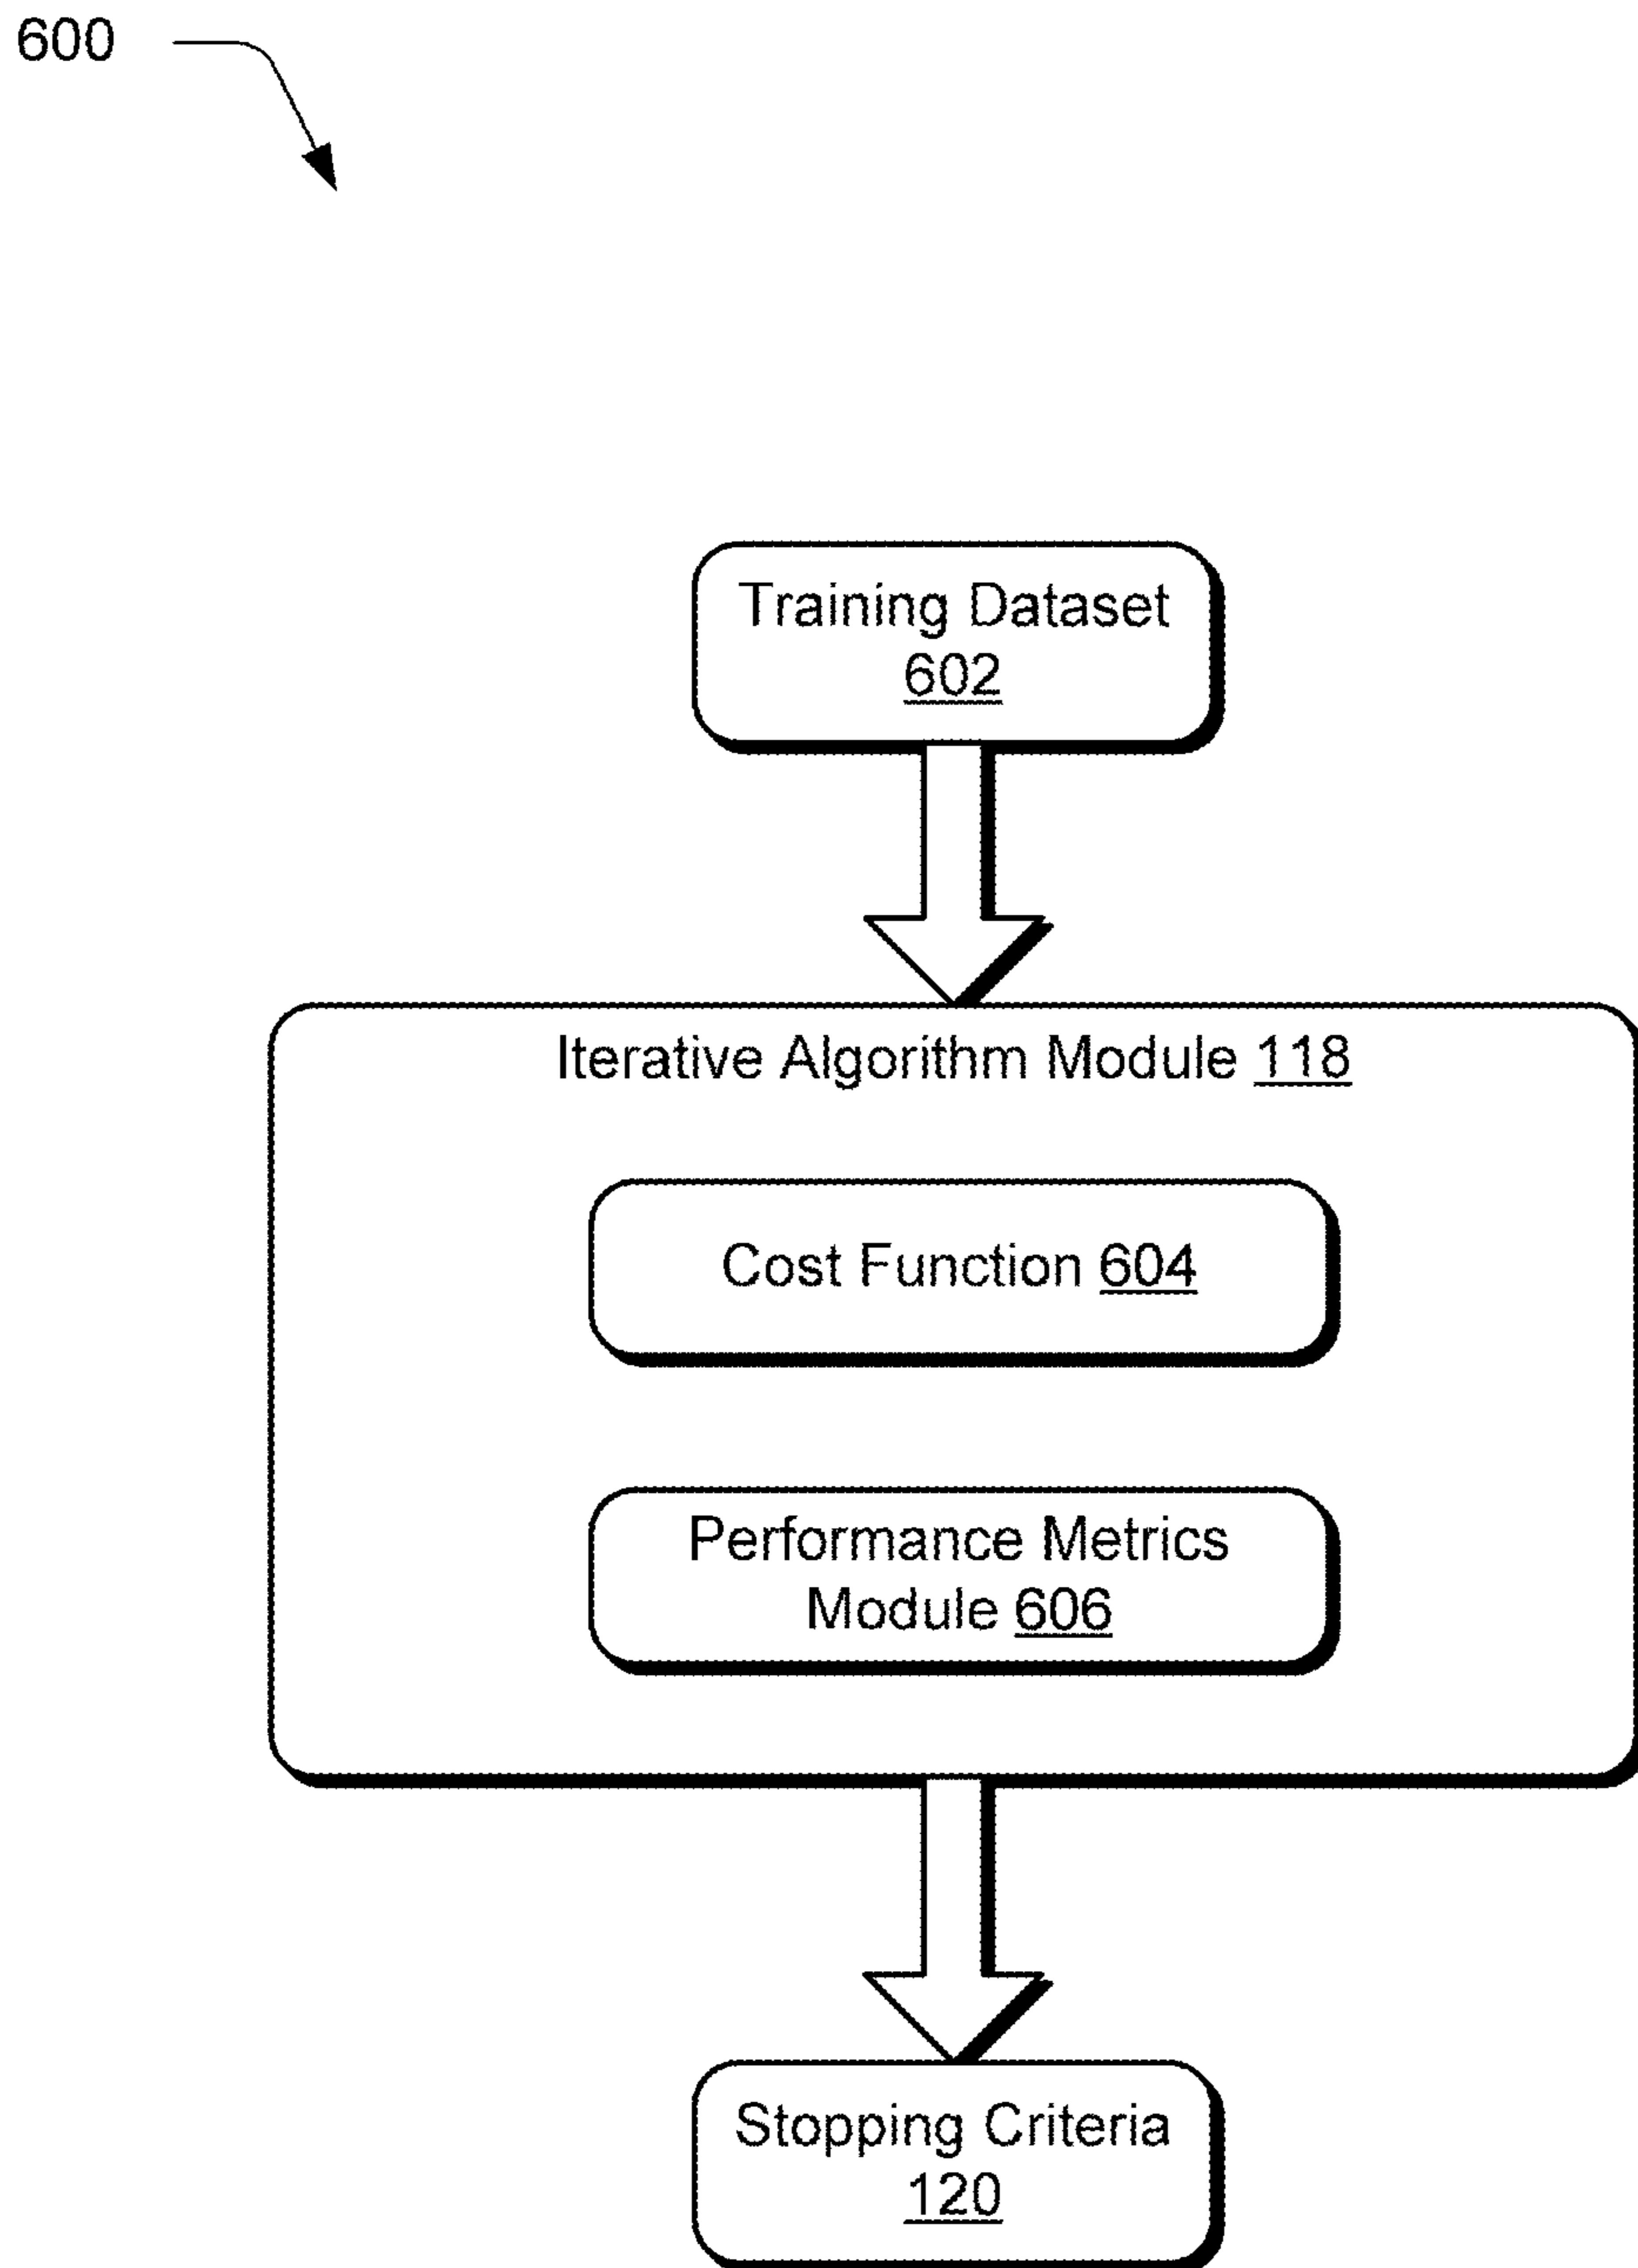 600
Training Dataset
602
Iterative Algorithm Module 118
Cost Function 604
Performance Metrics
Module 606
Stopping Criteria
120